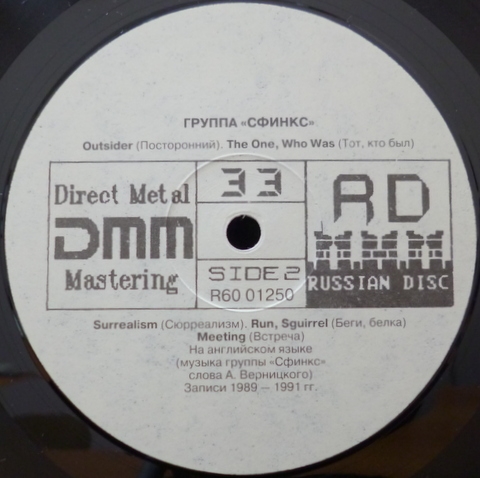 ГРУППА «СФИНКС»
Outsider (Посторонний). The One, Who Was (Тот, кто был)
Direct Metal
DMM
Mastering
33
SIDE 2
R60 01250
RD
RUSSIAN DISC
Surrealism (Сюрреализм). Run, Sguirrel (Беги, белка)
Meeting (Встреча)
На английском языке
(музыка группы «Сфинкс»
слова А. Верницкого)
Записи 1989 — 1991 гг.